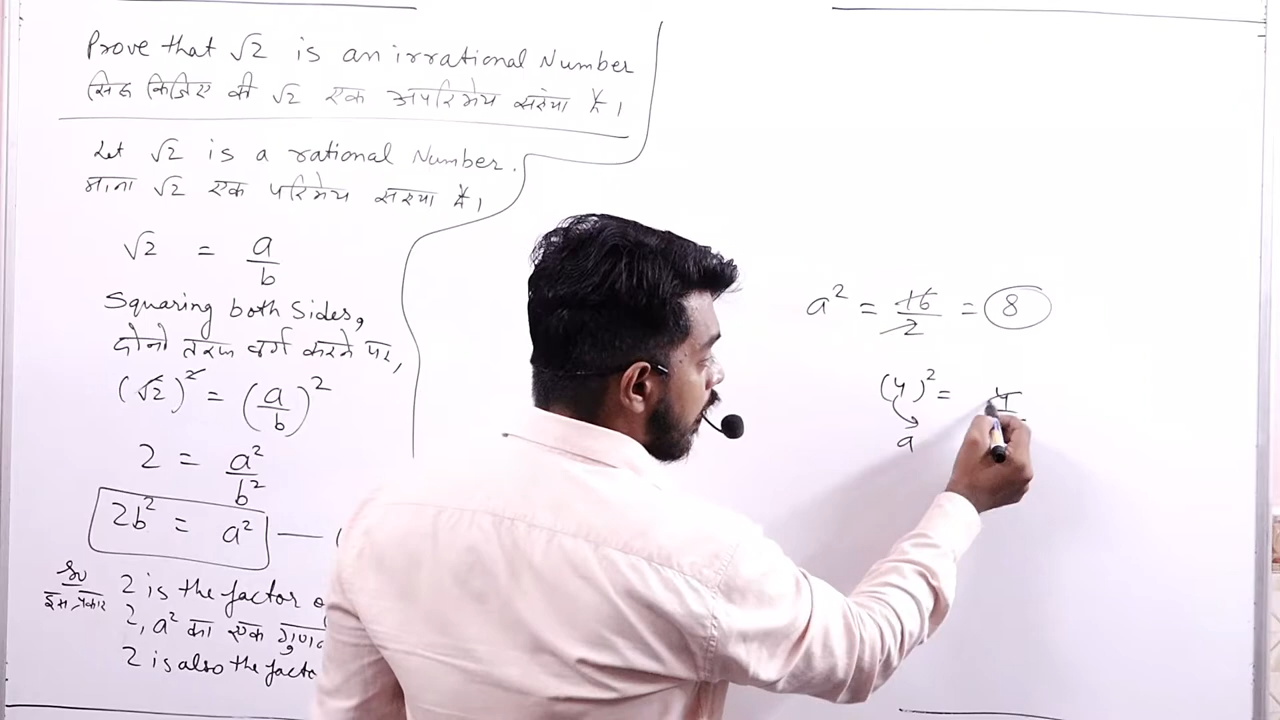 Prove that √2 is an irrational Number
सिद्ध किजिए की √2 एक अपरिमेय संख्या है।
Let √2 is a rational Number.
माना √2 एक परिमेय संख्या है।
√2 = a/b
Squaring both Sides,
दोनो तरफ वर्ग करने पर,
(√2)² = (a/b)²
2 = a²/b²
2b² = a² —
So 2 is the factor
इस प्रकार 2, a² का एक
2 is also the
a² = 16/2 = 8
(4)² = 4
a